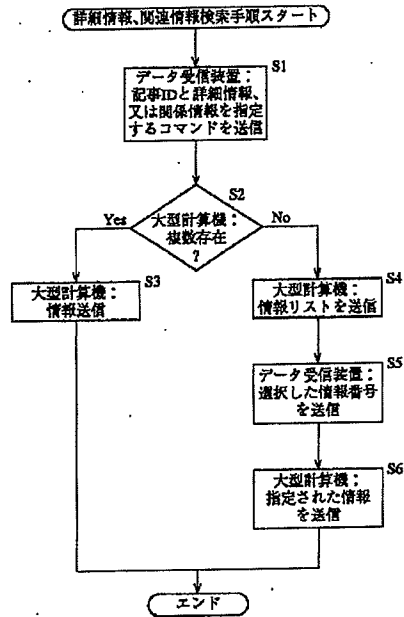 詳細情報、関連情報検索手順スタート
S1
データ受信装置：
記事IDと詳細情報、
又は関係情報を指定
するコマンドを送信
S2
大型計算機：
複数存在
？
Yes
No
S3
大型計算機：
情報送信
S4
大型計算機：
情報リストを送信
S5
データ受信装置：
選択した情報番号
を送信
S6
大型計算機：
指定された情報
を送信
エンド